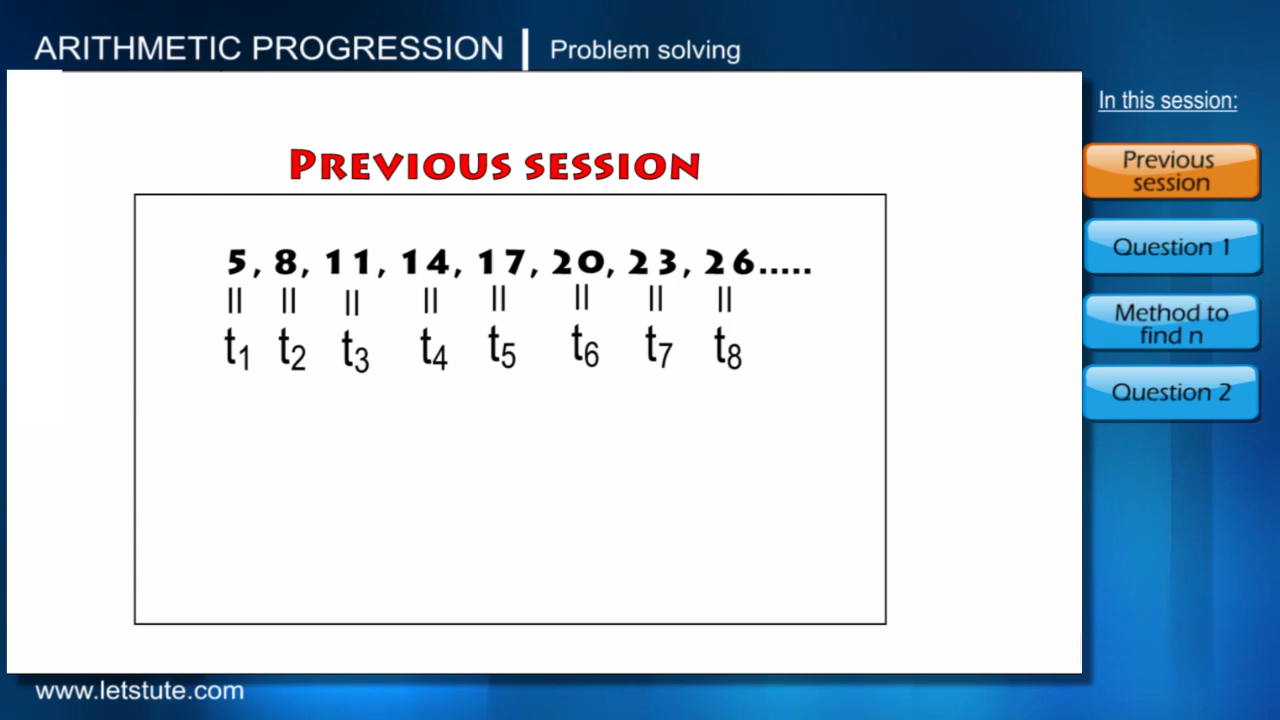 ARITHMETIC PROGRESSION | Problem solving
In this session:
PREVIOUS SESSION
Previous
session
5, 8, 11, 14, 17, 20, 23, 26.....
= = = = = = = =
t₁ t₂ t₃ t₄ t₅ t₆ t₇ t₈
Question 1
Method to
find n
Question 2
www.letstute.com